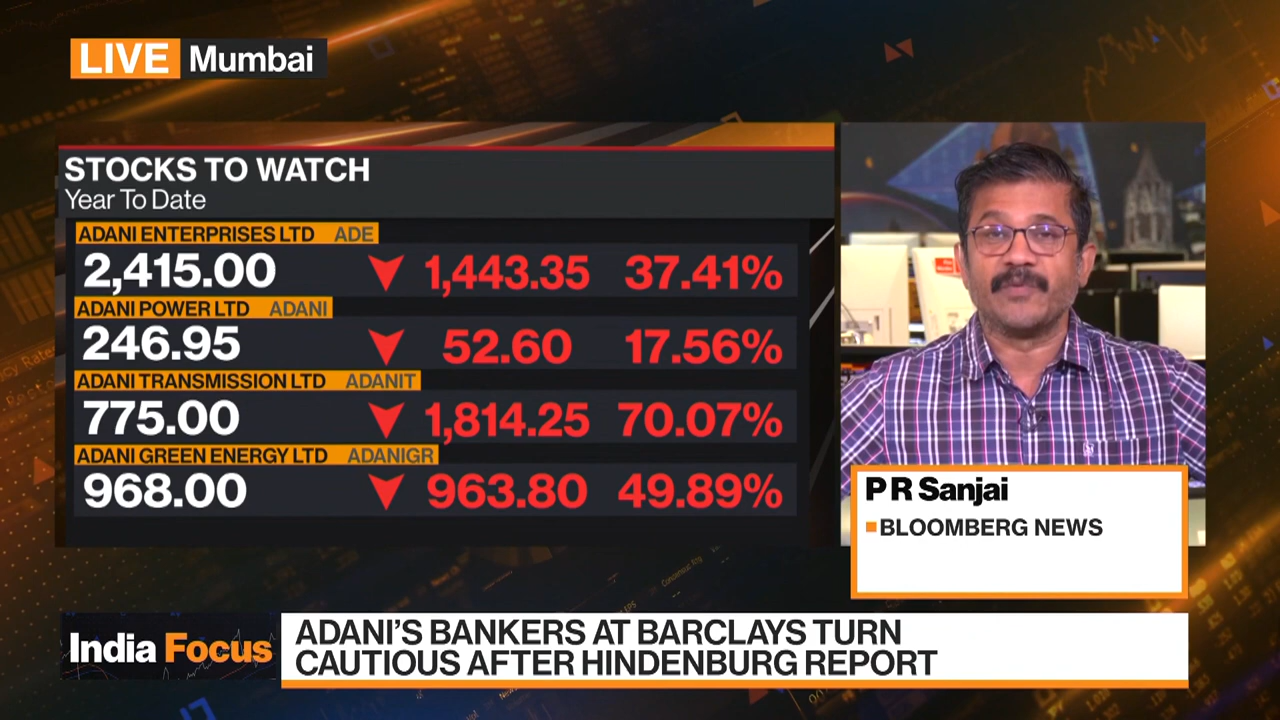 LIVE Mumbai
STOCKS TO WATCH
Year To Date
ADANI ENTERPRISES LTD ADE
2,415.00 1,443.35 37.41%
ADANI POWER LTD ADANI
246.95 52.60 17.56%
ADANI TRANSMISSION LTD ADANIT
775.00 1,814.25 70.07%
ADANI GREEN ENERGY LTD ADANIGR
968.00 963.80 49.89%
P R Sanjai
BLOOMBERG NEWS
India Focus
ADANI'S BANKERS AT BARCLAYS TURN
CAUTIOUS AFTER HINDENBURG REPORT